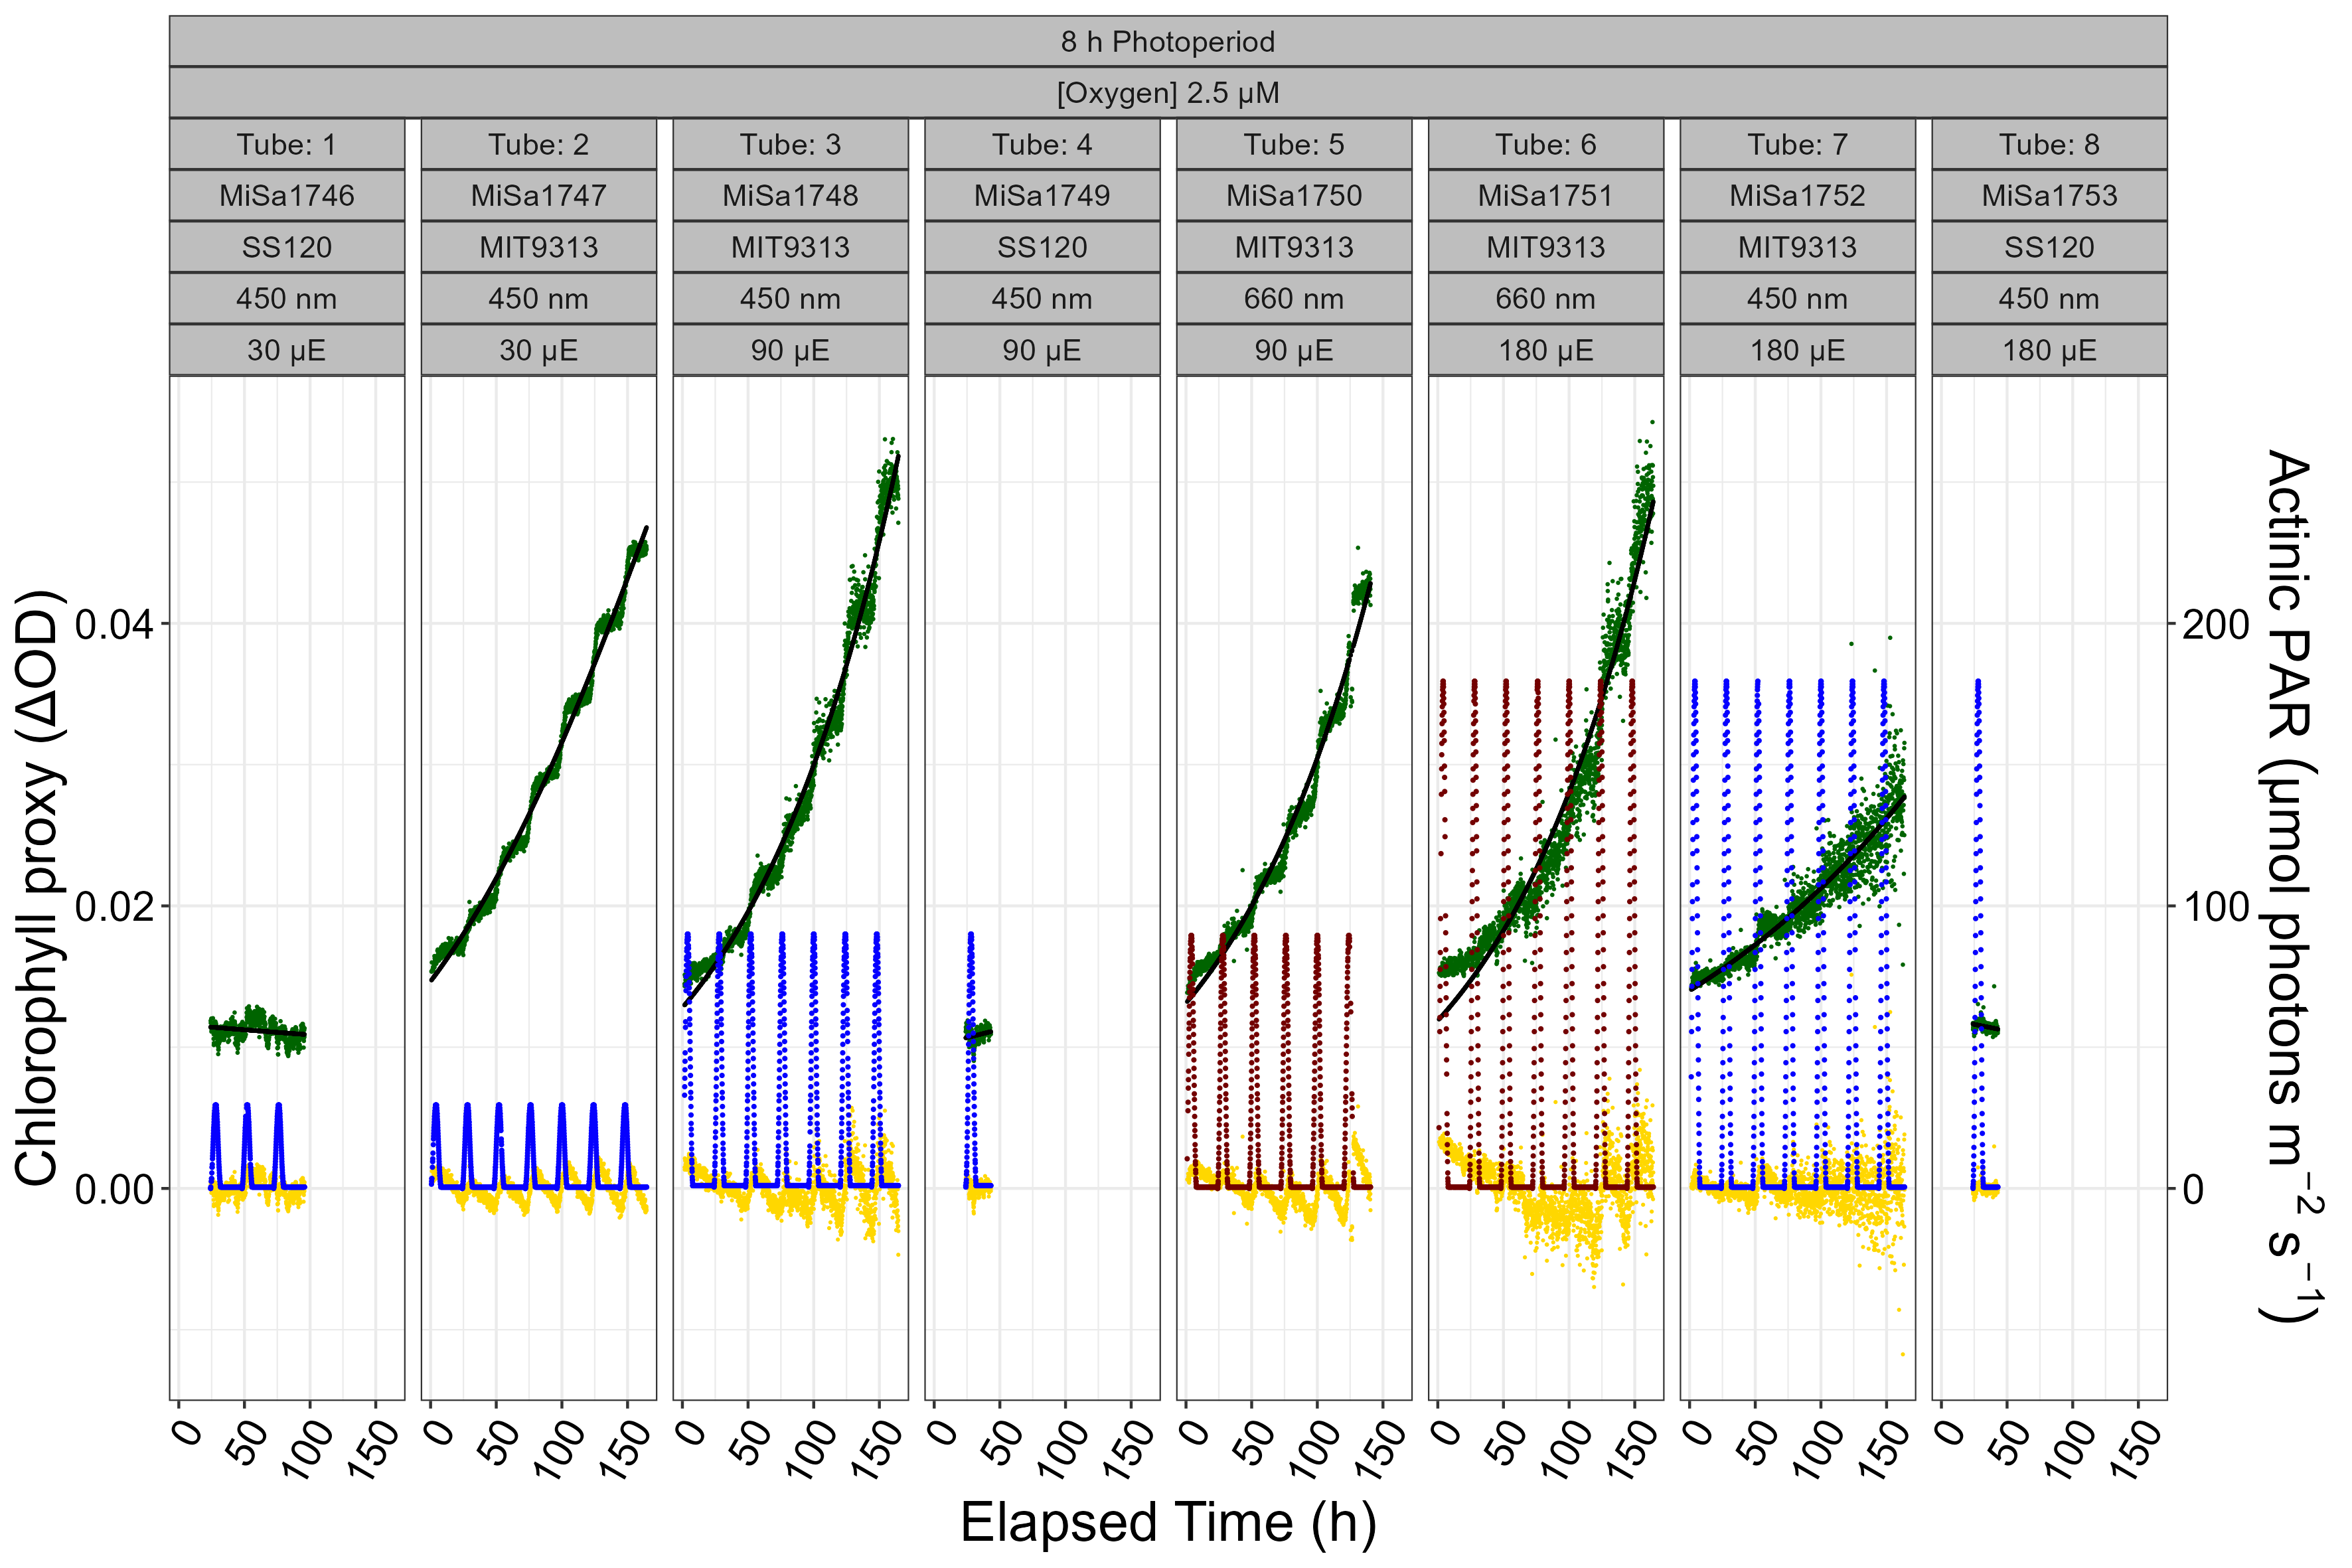 8 h Photoperiod
[Oxygen] 2.5 µM
Tube: 1 Tube: 2 Tube: 3 Tube: 4 Tube: 5 Tube: 6 Tube: 7 Tube: 8
MiSa1746 MiSa1747 MiSa1748 MiSa1749 MiSa1750 MiSa1751 MiSa1752 MiSa1753
SS120 MIT9313 MIT9313 SS120 MIT9313 MIT9313 MIT9313 SS120
450 nm 450 nm 450 nm 450 nm 660 nm 660 nm 450 nm 450 nm
30 µE 30 µE 90 µE 90 µE 90 µE 180 µE 180 µE 180 µE
Chlorophyll proxy (ΔOD)
0.04
0.02
0.00
200
100
0
Actinic PAR (µmol photons m⁻² s⁻¹)
0 50 100 150 0 50 100 150 0 50 100 150 0 50 100 150 0 50 100 150 0 50 100 150 0 50 100 150 0 50 100 150
Elapsed Time (h)